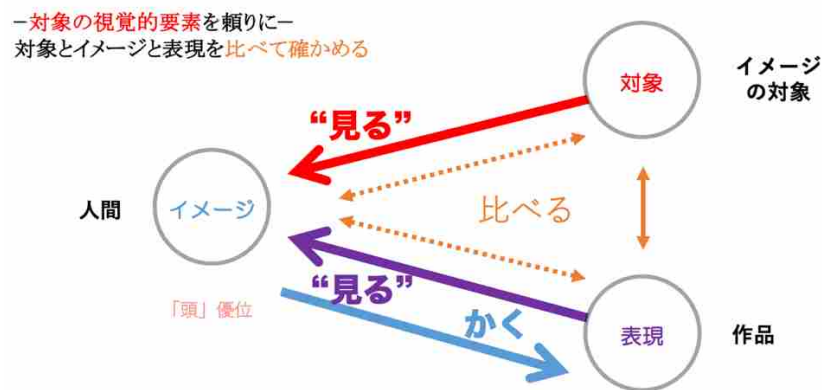 −対象の視覚的要素を頼りに−
対象とイメージと表現を比べて確かめる
対象
イメージ
の対象
“見る”
人間
イメージ
比べる
「頭」優位
“見る”
かく
表現
作品